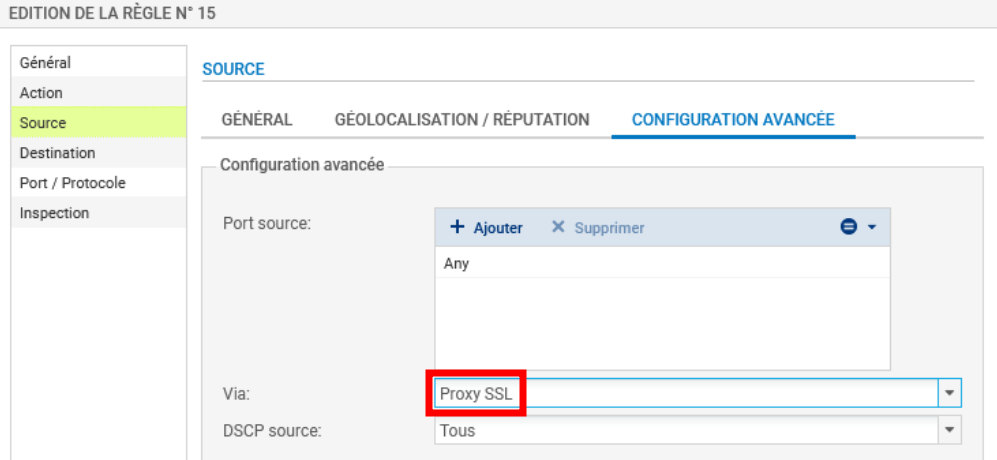 EDITION DE LA RÈGLE N° 15
Général
Action
Source
Destination
Port / Protocole
Inspection
SOURCE
GÉNÉRAL GÉOLOCALISATION / RÉPUTATION CONFIGURATION AVANCÉE
Configuration avancée
Port source:
+ Ajouter × Supprimer
Any
Via: Proxy SSL
DSCP source: Tous